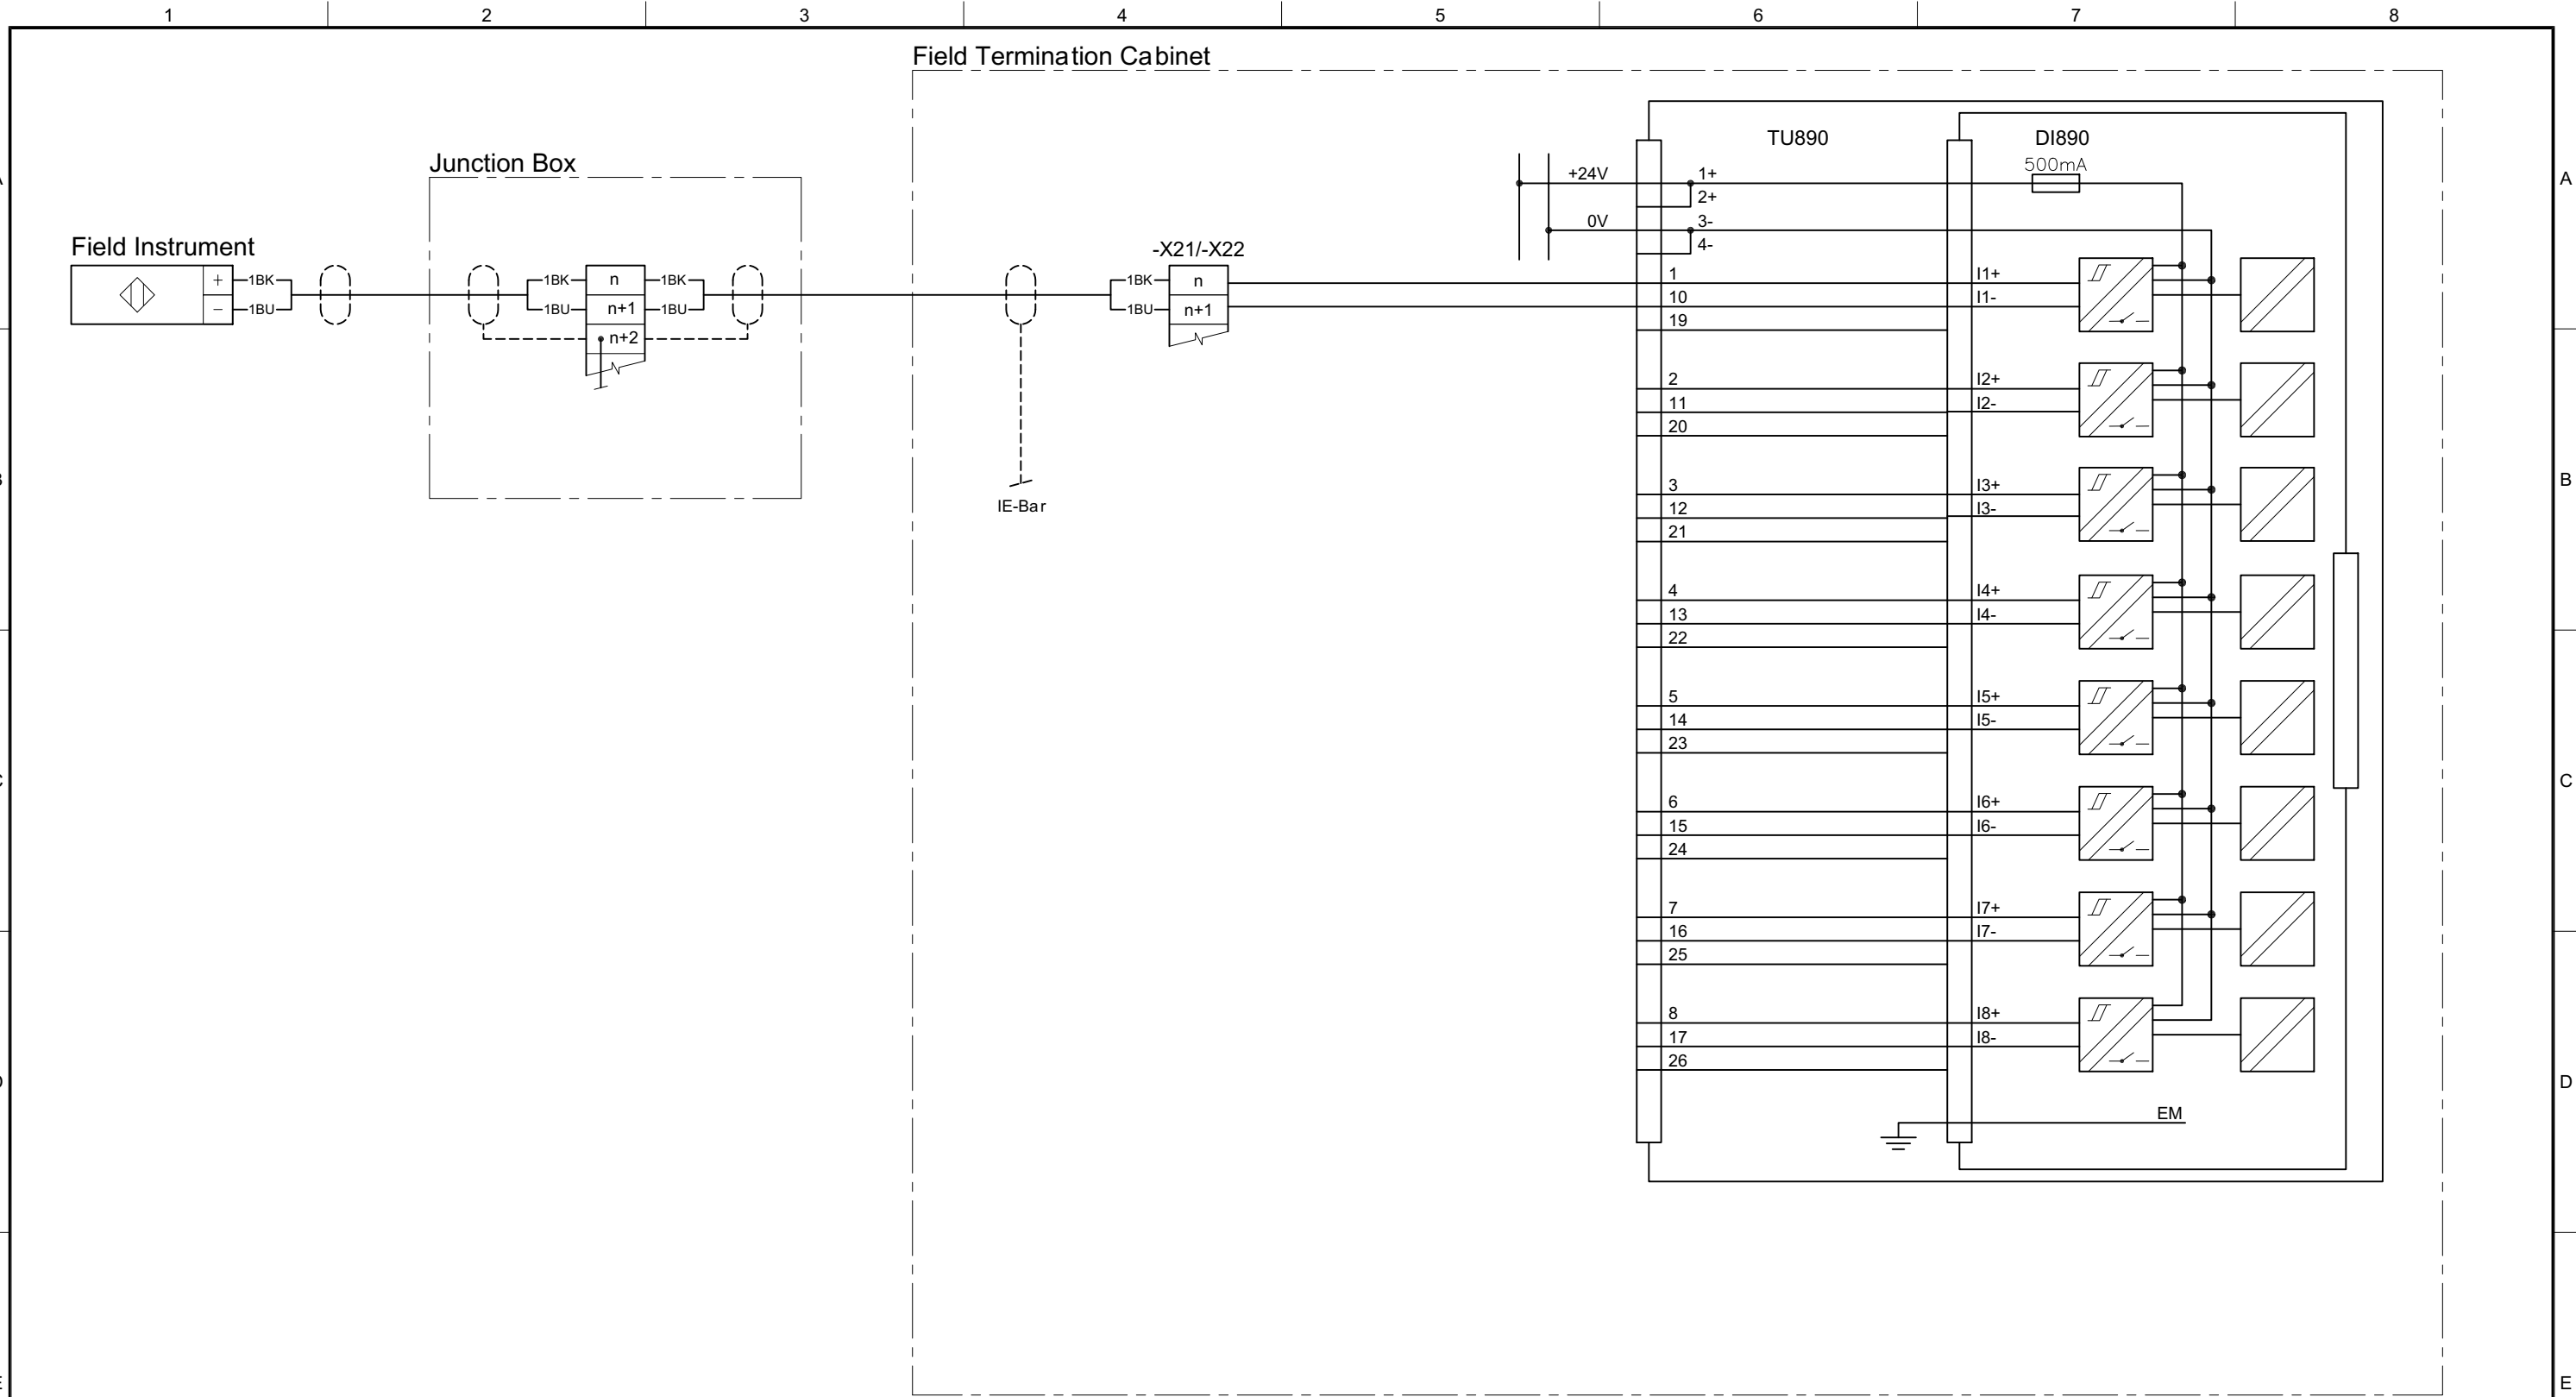 1 2 3 4 5 6 7 8
Field Termination Cabinet
TU890 DI890
500mA
Junction Box
+24V 1+
2+
0V 3-
4-
A
Field Instrument
-X21/-X22
+ 1BK 1BK n 1BK 1BK n
− 1BU 1BU n+1 1BU 1BU n+1
n+2
1 I1+
10 I1-
19
2 I2+
11 I2-
20
B
IE-Bar
3 I3+
12 I3-
21
4 I4+
13 I4-
22
5 I5+
14 I5-
23
C
6 I6+
15 I6-
24
7 I7+
16 I7-
25
8 I8+
17 I8-
26
D
EM
E